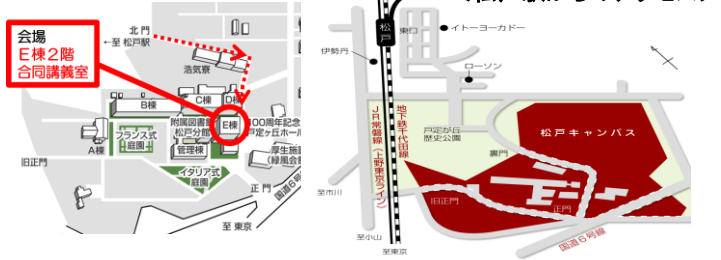 会場
E棟2階
合同講義室
北 門
←至 松戸駅
浩気寮
B棟
C棟
D棟
附属図書館
松戸分館
E棟
100周年記念
戸定ヶ丘ホール
フランス式
庭園
A棟
管理棟
厚生施設
(緑風会
イタリア式
庭園
旧正門
正 門
国道6号線
至 東京
松戸
東口
イトーヨーカドー
伊勢丹
ローソン
JR常磐線(上野東京ライン)
地下鉄千代田線
戸定が丘
歴史公園
松戸キャンパス
裏門
至市川
旧正門
正門
至小山
国道6号線
至東京